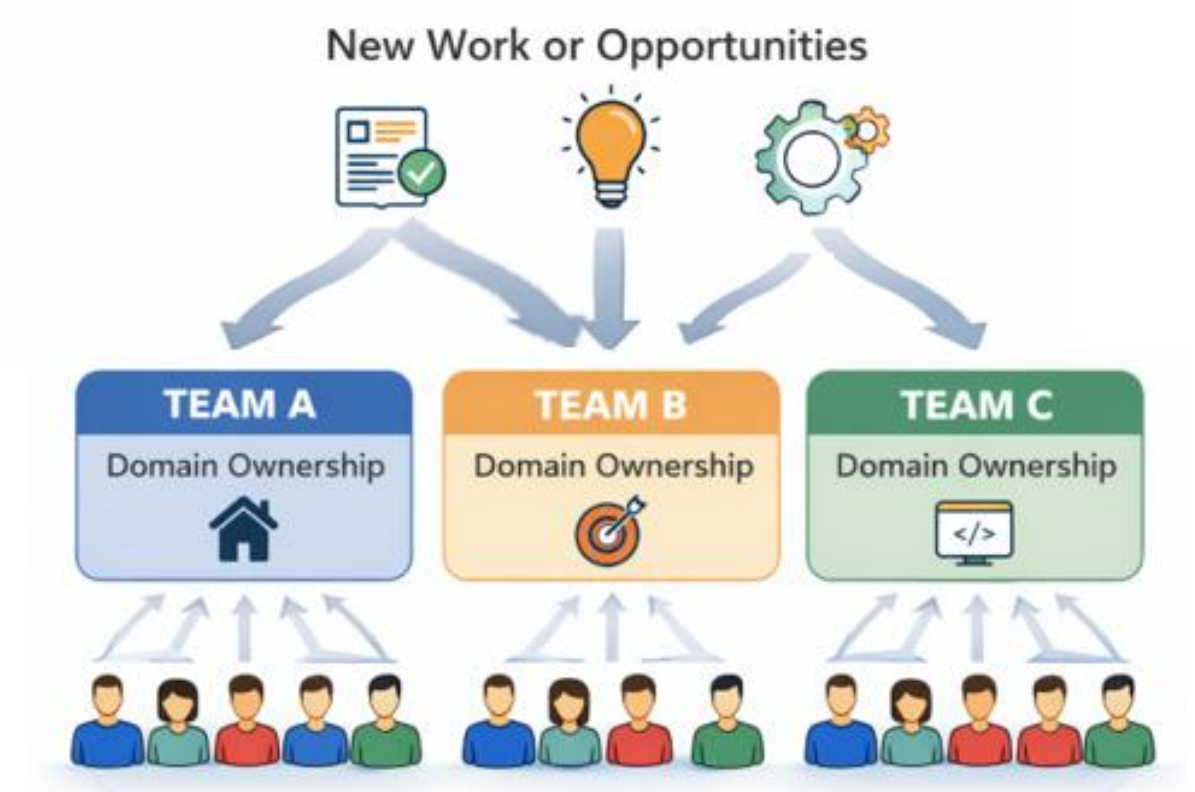 New Work or Opportunities
TEAM A
Domain Ownership
TEAM B
Domain Ownership
TEAM C
Domain Ownership
</>